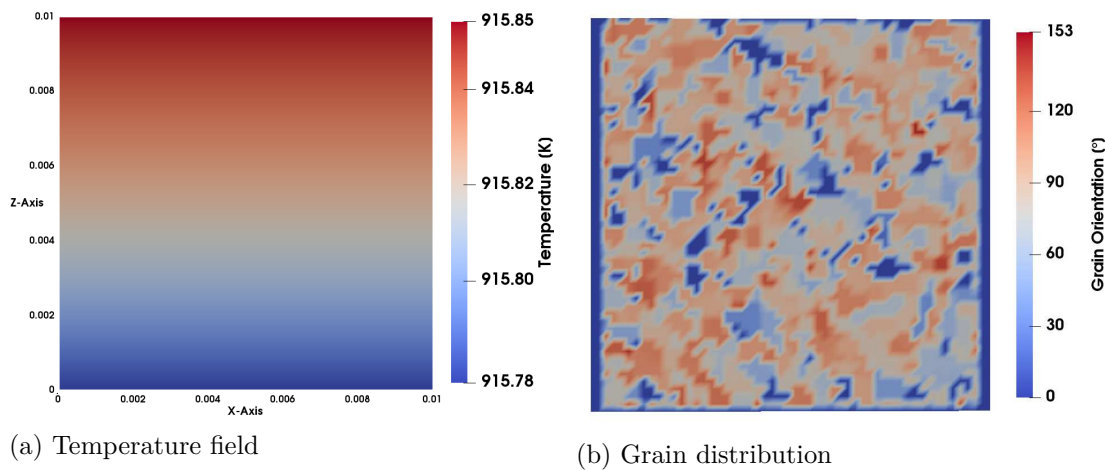 0.01
0.008
0.006
Z-Axis
0.004
0.002
0
0 0.002 0.004 0.006 0.008 0.01
X-Axis
915.85
915.84
915.82
915.80
915.78
Temperature (K)
(a) Temperature field
153
120
90
60
30
0
Grain Orientation (°)
(b) Grain distribution